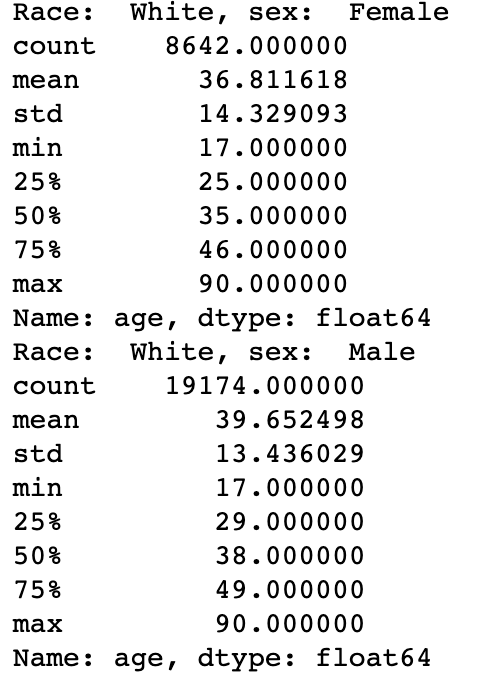 Race:  White, sex:  Female
count    8642.000000
mean       36.811618
std        14.329093
min        17.000000
25%        25.000000
50%        35.000000
75%        46.000000
max        90.000000
Name: age, dtype: float64
Race:  White, sex:  Male
count    19174.000000
mean        39.652498
std         13.436029
min         17.000000
25%         29.000000
50%         38.000000
75%         49.000000
max         90.000000
Name: age, dtype: float64